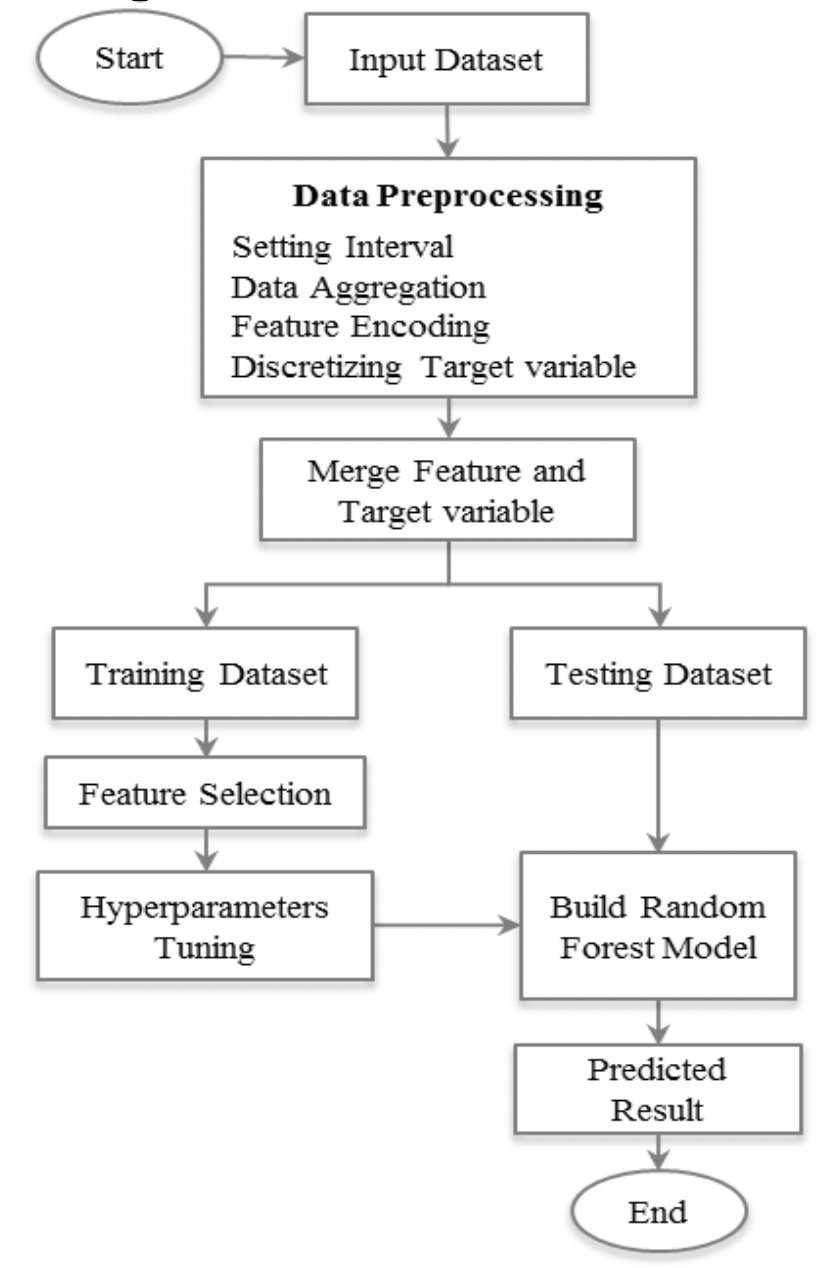 Start
Input Dataset
Data Preprocessing
Setting Interval
Data Aggregation
Feature Encoding
Discretizing Target variable
Merge Feature and
Target variable
Training Dataset
Testing Dataset
Feature Selection
Hyperparameters
Tuning
Build Random
Forest Model
Predicted
Result
End